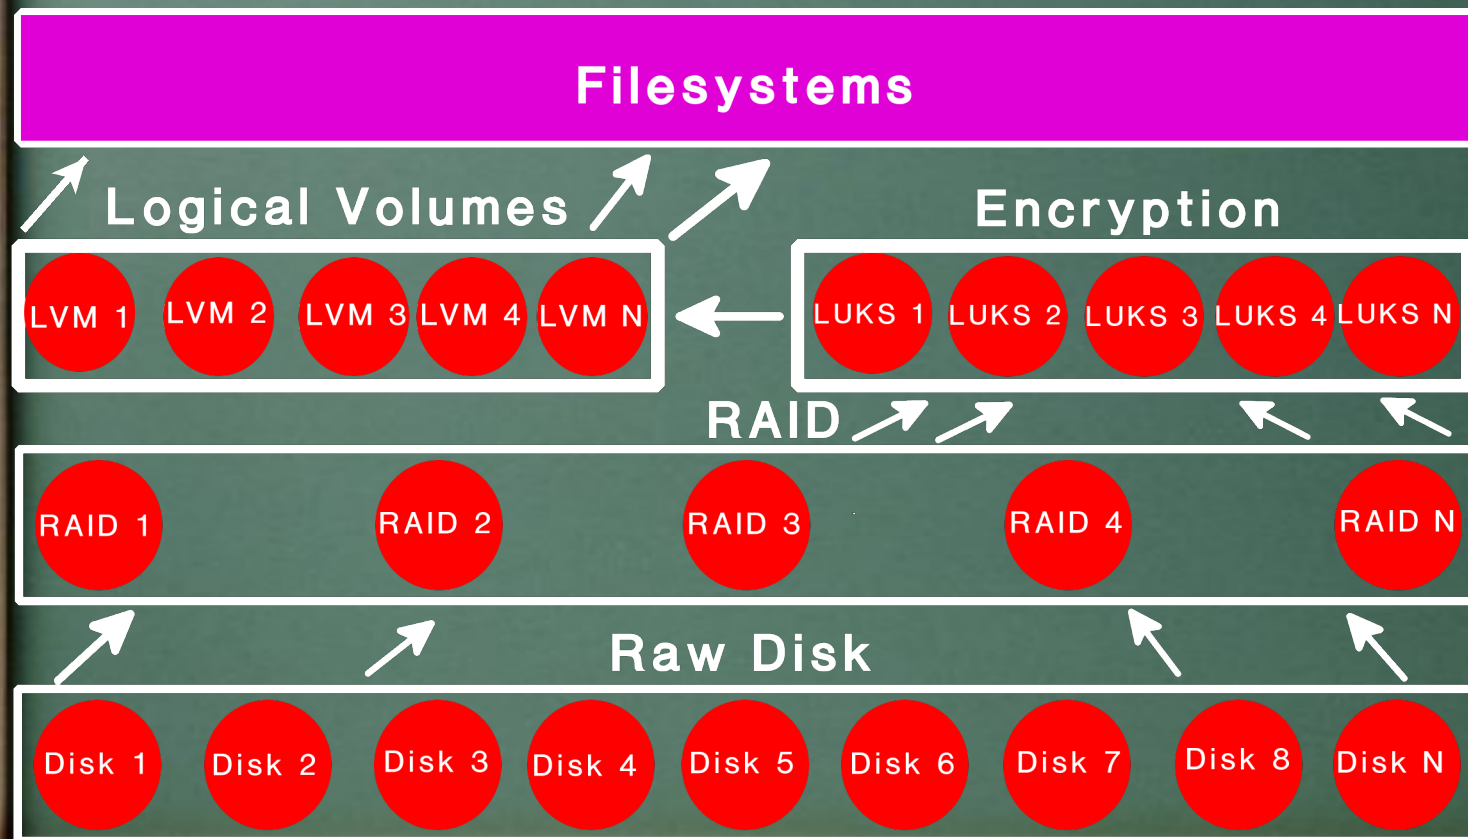 Filesystems
Logical Volumes
Encryption
LVM 1 LVM 2 LVM 3 LVM 4 LVM N
LUKS 1 LUKS 2 LUKS 3 LUKS 4 LUKS N
RAID
RAID 1 RAID 2 RAID 3 RAID 4 RAID N
Raw Disk
Disk 1 Disk 2 Disk 3 Disk 4 Disk 5 Disk 6 Disk 7 Disk 8 Disk N